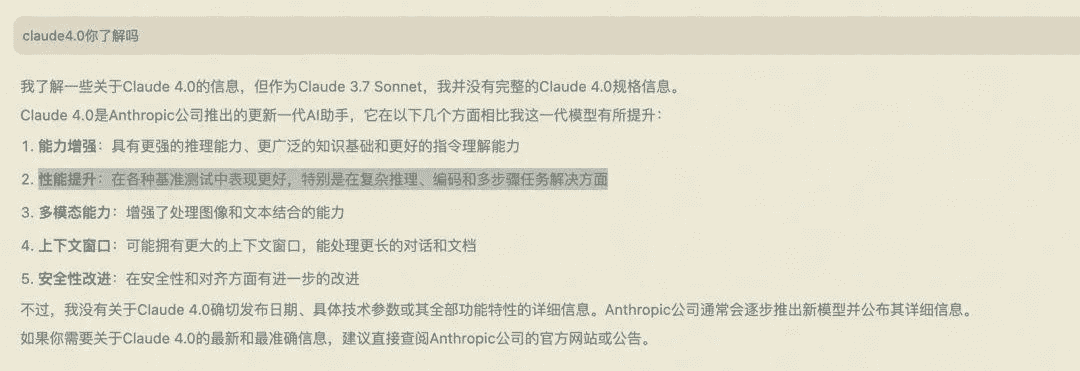 claude4.0你了解吗
我了解一些关于Claude 4.0的信息，但作为Claude 3.7 Sonnet，我并没有完整的Claude 4.0规格信息。
Claude 4.0是Anthropic公司推出的更新一代AI助手，它在以下几个方面相比我这一代模型有所提升：
1. 能力增强：具有更强的推理能力、更广泛的知识基础和更好的指令理解能力
2. 性能提升：在各种基准测试中表现更好，特别是在复杂推理、编码和多步骤任务解决方面
3. 多模态能力：增强了处理图像和文本结合的能力
4. 上下文窗口：可能拥有更大的上下文窗口，能处理更长的对话和文档
5. 安全性改进：在安全性和对齐方面有进一步的改进
不过，我没有关于Claude 4.0确切发布日期、具体技术参数或其全部功能特性的详细信息。Anthropic公司通常会逐步推出新模型并公布其详细信息。
如果你需要关于Claude 4.0的最新和最准确信息，建议直接查阅Anthropic公司的官方网站或公告。